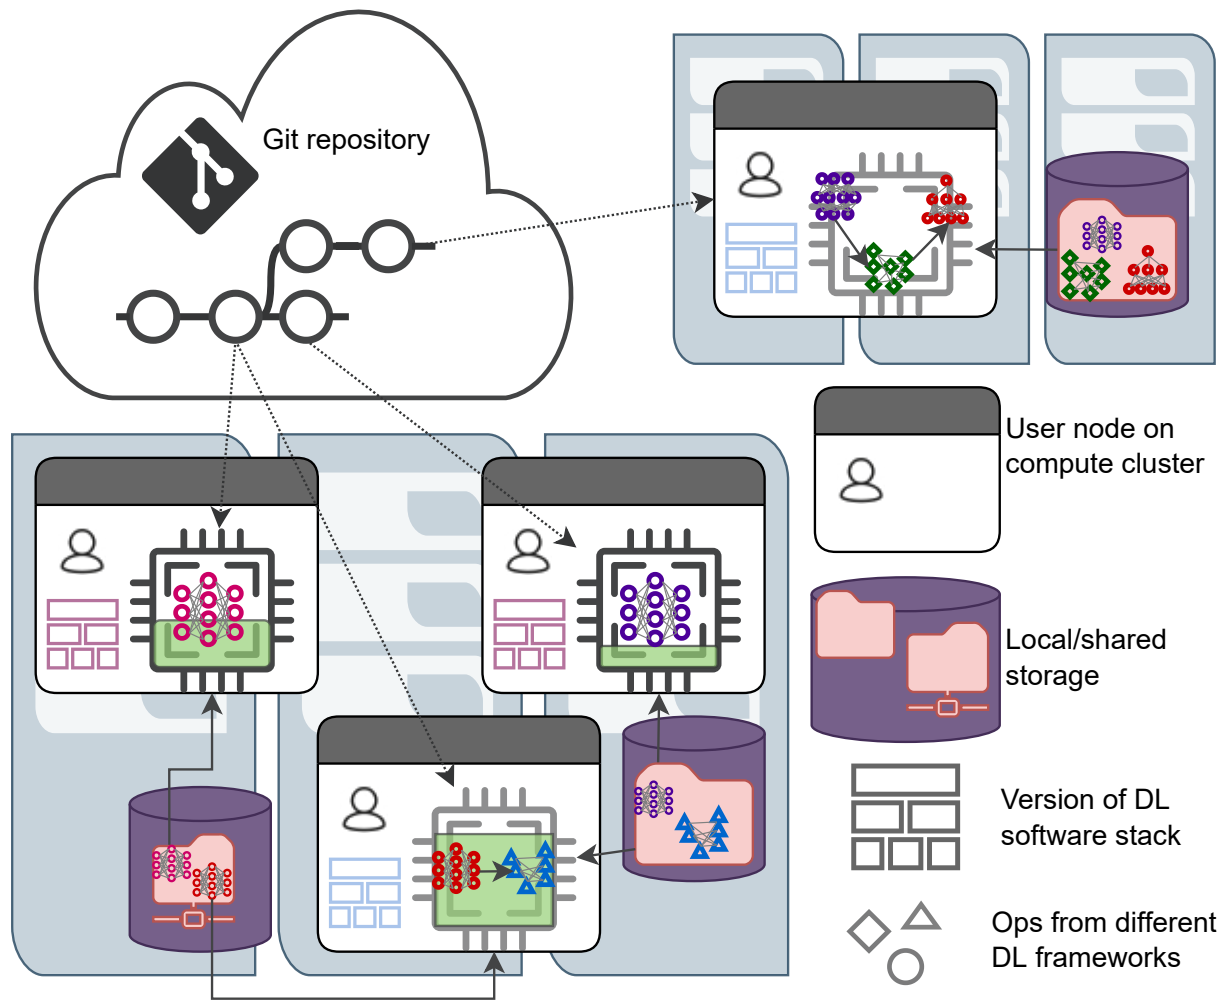 Git repository
User node on
compute cluster
Local/shared
storage
Version of DL
software stack
Ops from different
DL frameworks